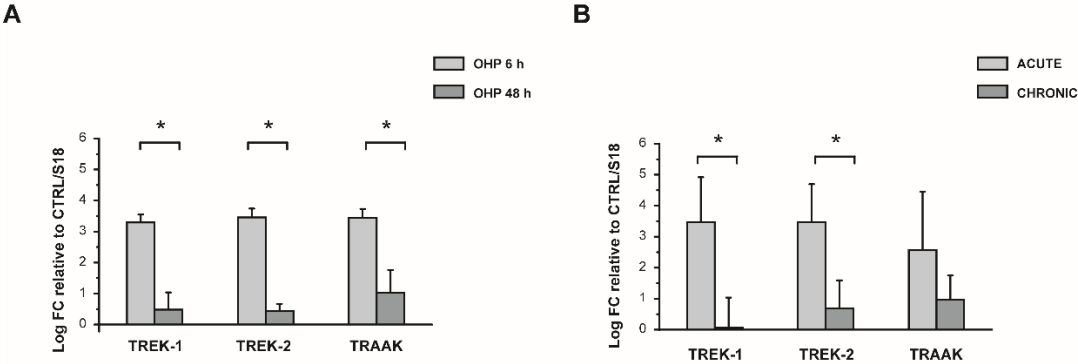 A
OHP 6 h
OHP 48 h
* * *
Log FC relative to CTRL/S18
6
5
4
3
2
1
0
TREK-1 TREK-2 TRAAK
B
ACUTE
CHRONIC
* *
Log FC relative to CTRL/S18
6
5
4
3
2
1
0
TREK-1 TREK-2 TRAAK